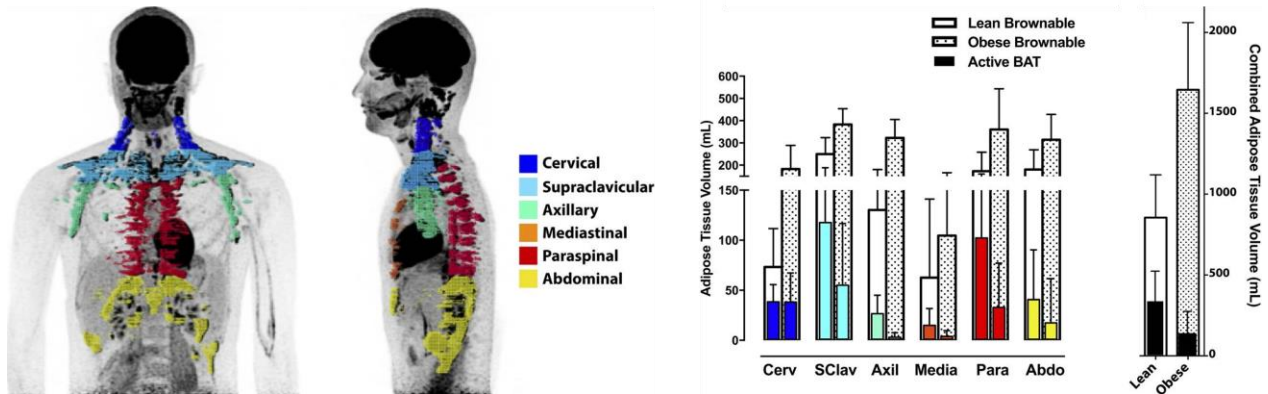 Cervical
Supraclavicular
Axillary
Mediastinal
Paraspinal
Abdominal
Lean Brownable
Obese Brownable
Active BAT
Adipose Tissue Volume (mL)
600
500
400
300
200
150
100
50
0
Cerv SClav Axil Media Para Abdo
Combined Adipose Tissue Volume (mL)
2000
1500
1000
500
0
Lean
Obese